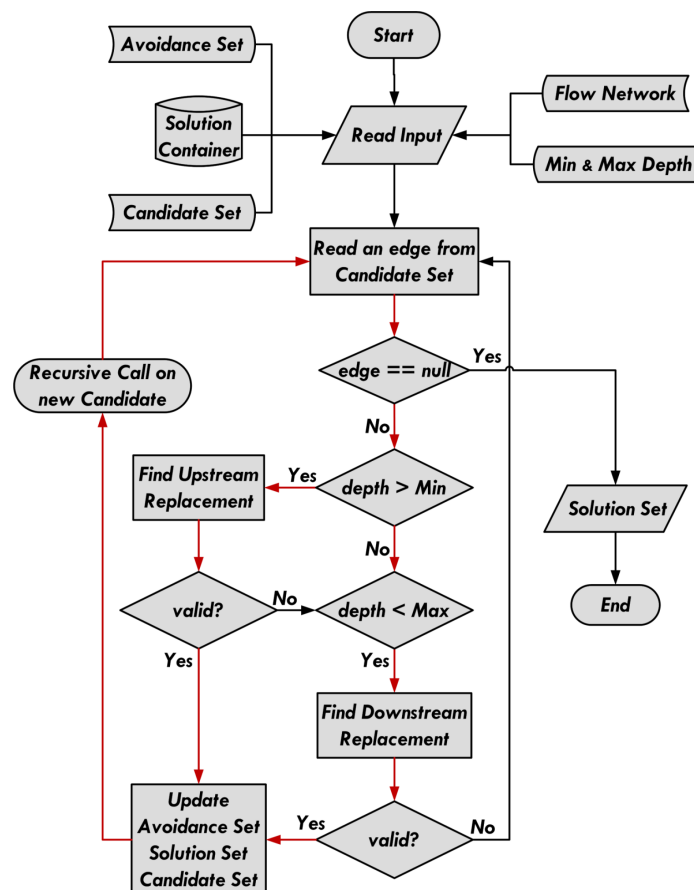 Start
Avoidance Set
Flow Network
Solution
Container
Read Input
Min & Max Depth
Candidate Set
Read an edge from
Candidate Set
Yes
edge == null
Recursive Call on
new Candidate
No
Find Upstream
Replacement
Yes
depth > Min
Solution Set
No
valid?
No
depth < Max
End
Yes
Yes
Find Downstream
Replacement
Update
Avoidance Set
Solution Set
Candidate Set
Yes
valid?
No